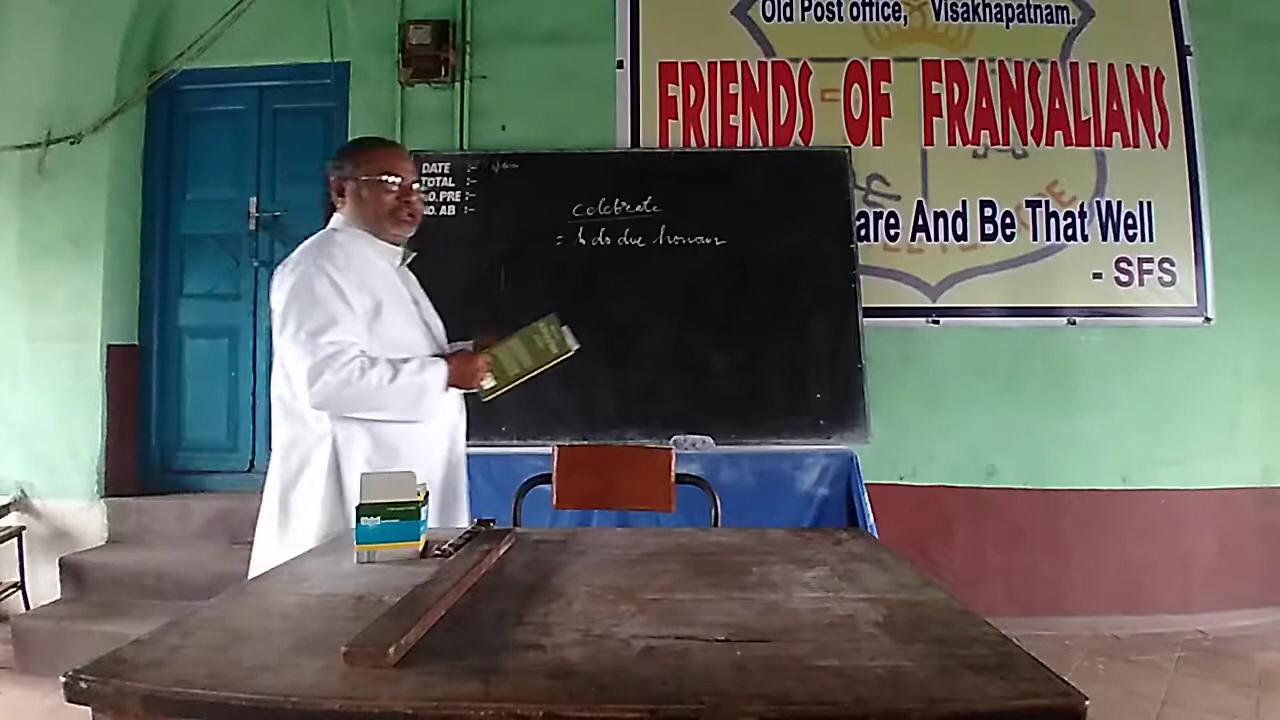 Old Post office, Visakhapatnam.
FRIENDS OF FRANSALIANS
are And Be That Well
- SFS
DATE :-
TOTAL :-
NO.PRE :-
NO. AB :-
celebrate
= to do due honour